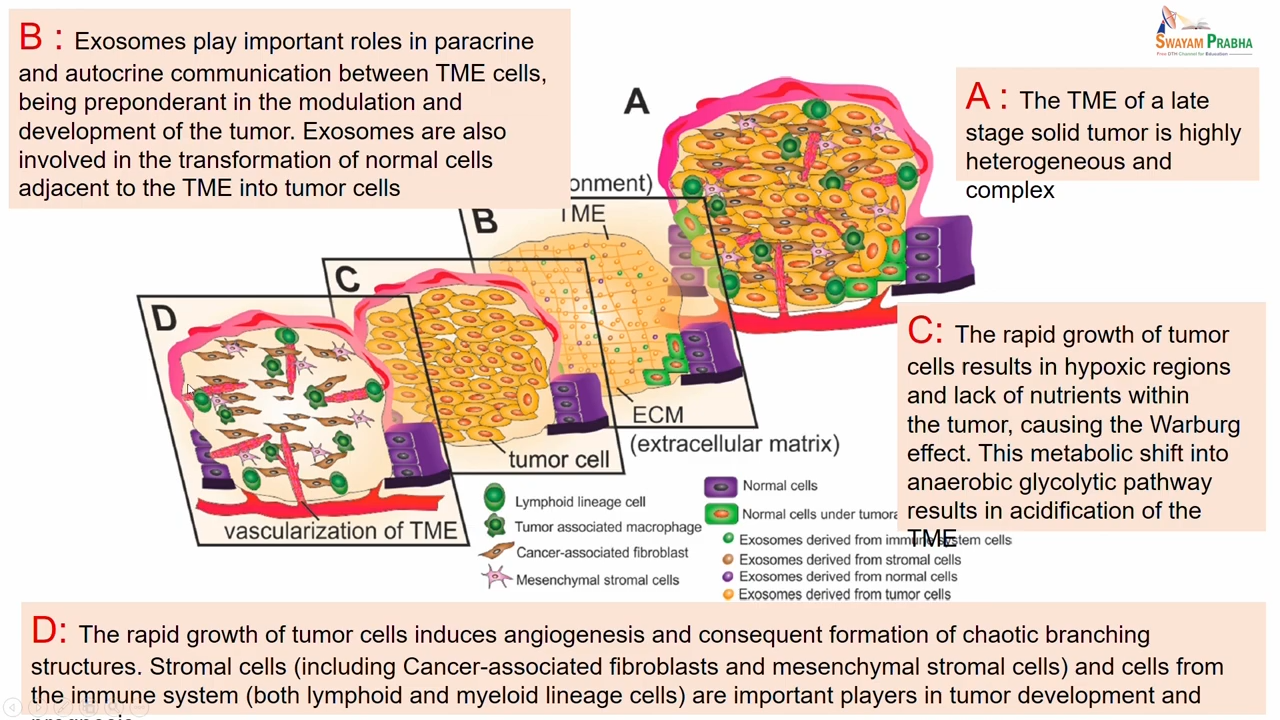 B : Exosomes play important roles in paracrine
and autocrine communication between TME cells,
being preponderant in the modulation and
development of the tumor. Exosomes are also
involved in the transformation of normal cells
adjacent to the TME into tumor cells
SWAYAM PRABHA
Free DTH Channel for Education
A : The TME of a late
stage solid tumor is highly
heterogeneous and
complex
A
onment)
B
TME
C
D
ECM
(extracellular matrix)
tumor cell
vascularization of TME
C: The rapid growth of tumor
cells results in hypoxic regions
and lack of nutrients within
the tumor, causing the Warburg
effect. This metabolic shift into
anaerobic glycolytic pathway
results in acidification of the
TME
Lymphoid lineage cell
Tumor associated macrophage
Cancer-associated fibroblast
Mesenchymal stromal cells
Normal cells
Normal cells under tumora
Exosomes derived from immune system cells
Exosomes derived from stromal cells
Exosomes derived from normal cells
Exosomes derived from tumor cells
D: The rapid growth of tumor cells induces angiogenesis and consequent formation of chaotic branching
structures. Stromal cells (including Cancer-associated fibroblasts and mesenchymal stromal cells) and cells from
the immune system (both lymphoid and myeloid lineage cells) are important players in tumor development and